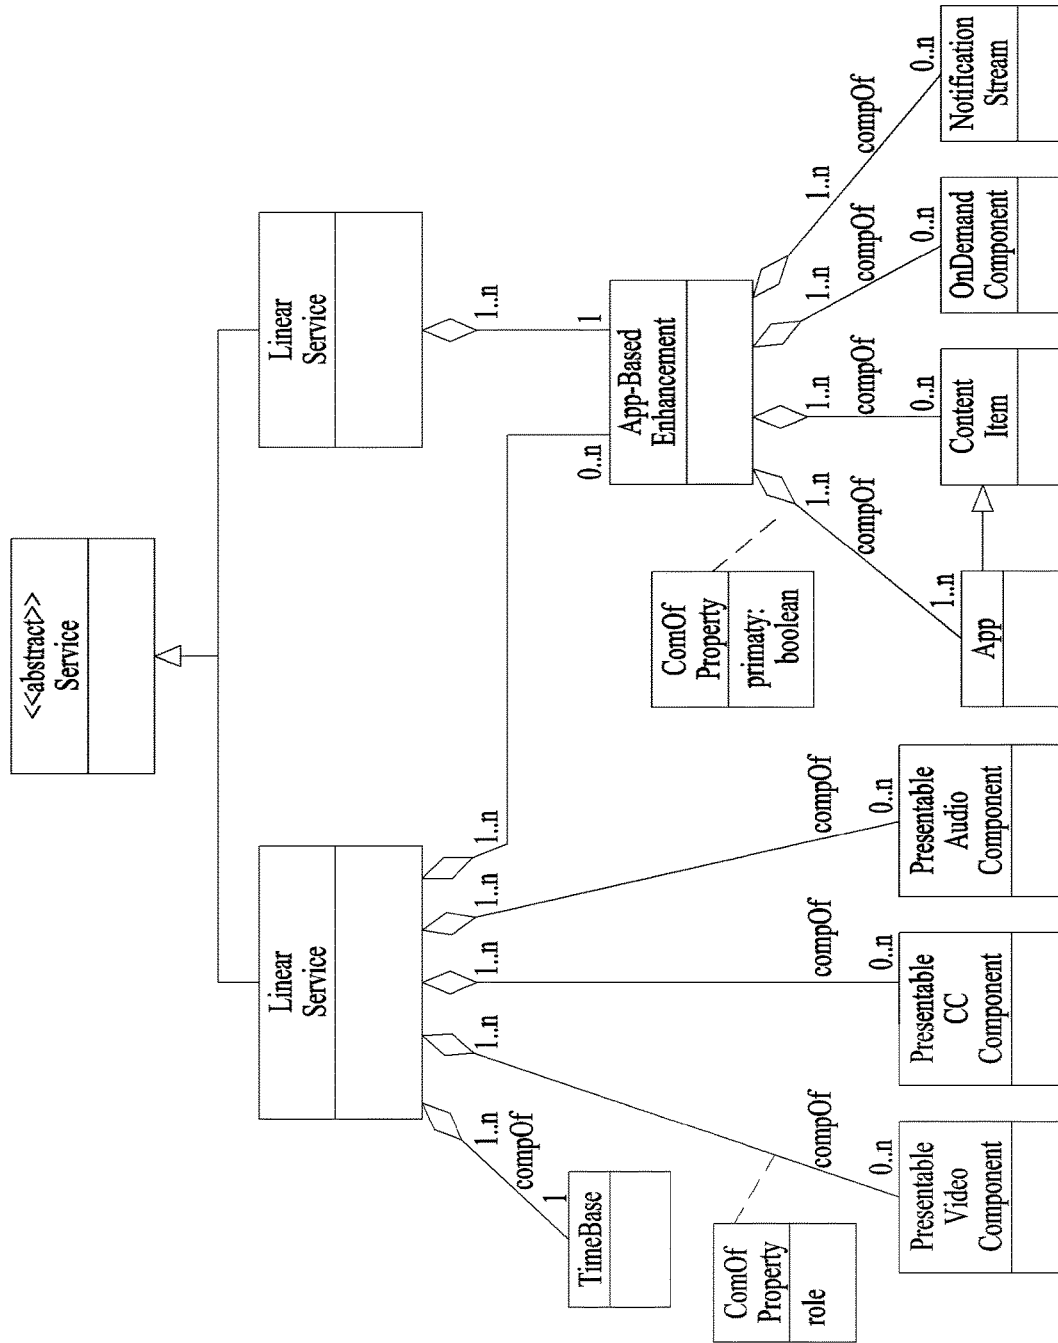 <<abstract>>
Service
Linear
Service
Linear
Service
1..n
compOf
1..n
1..n
1..n
1..n
1..n
TimeBase
1
0..n
App-Based
Enhancement
1
ComOf
Property
role
compOf
compOf
compOf
ComOf
Property
primaty:
boolean
1..n
compOf
1..n
compOf
1..n
compOf
1..n
compOf
0..n
0..n
0..n
1..n
0..n
0..n
0..n
Presentable
Video
Component
Presentable
CC
Component
Presentable
Audio
Component
App
Content
Item
OnDemand
Component
Notification
Stream